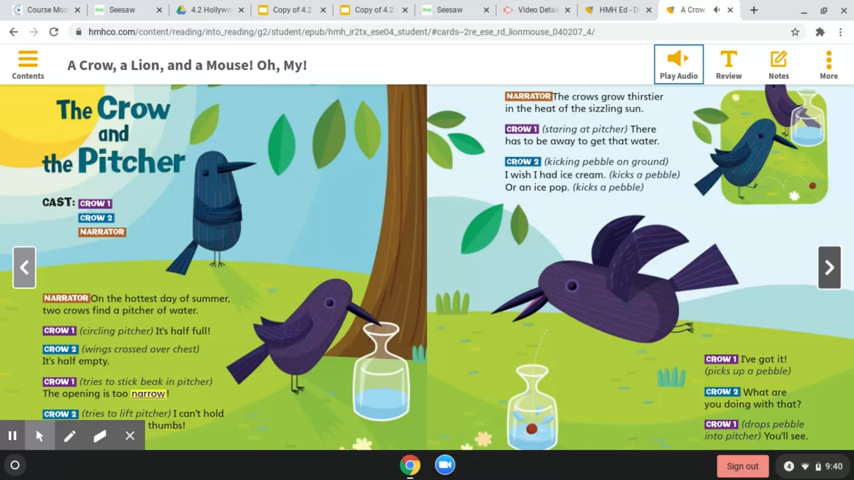 Course Mo
Seesaw
4.2 Hollywo
Copy of 4.2
Copy of 4.2
Seesaw
Video Detai
HMH Ed - D
A Crow,
hmhco.com/content/reading/into_reading/g2/student/epub/hmh_ir2tx_ese04_student/#cards–2re_ese_rd_lionmouse_040207_4/
Contents
A Crow, a Lion, and a Mouse! Oh, My!
Play Audio
Review
Notes
More
The Crow
and
the Pitcher
CAST: CROW 1
CROW 2
NARRATOR
NARRATOR On the hottest day of summer,
two crows find a pitcher of water.
CROW 1 (circling pitcher) It's half full!
CROW 2 (wings crossed over chest)
It's half empty.
CROW 1 (tries to stick beak in pitcher)
The opening is too narrow!
CROW 2 (tries to lift pitcher) I can't hold
thumbs!
NARRATOR The crows grow thirstier
in the heat of the sizzling sun.
CROW 1 (staring at pitcher) There
has to be away to get that water.
CROW 2 (kicking pebble on ground)
I wish I had ice cream. (kicks a pebble)
Or an ice pop. (kicks a pebble)
CROW 1 I've got it!
(picks up a pebble)
CROW 2 What are
you doing with that?
CROW 1 (drops pebble
into pitcher) You'll see.
Sign out
4
9:40